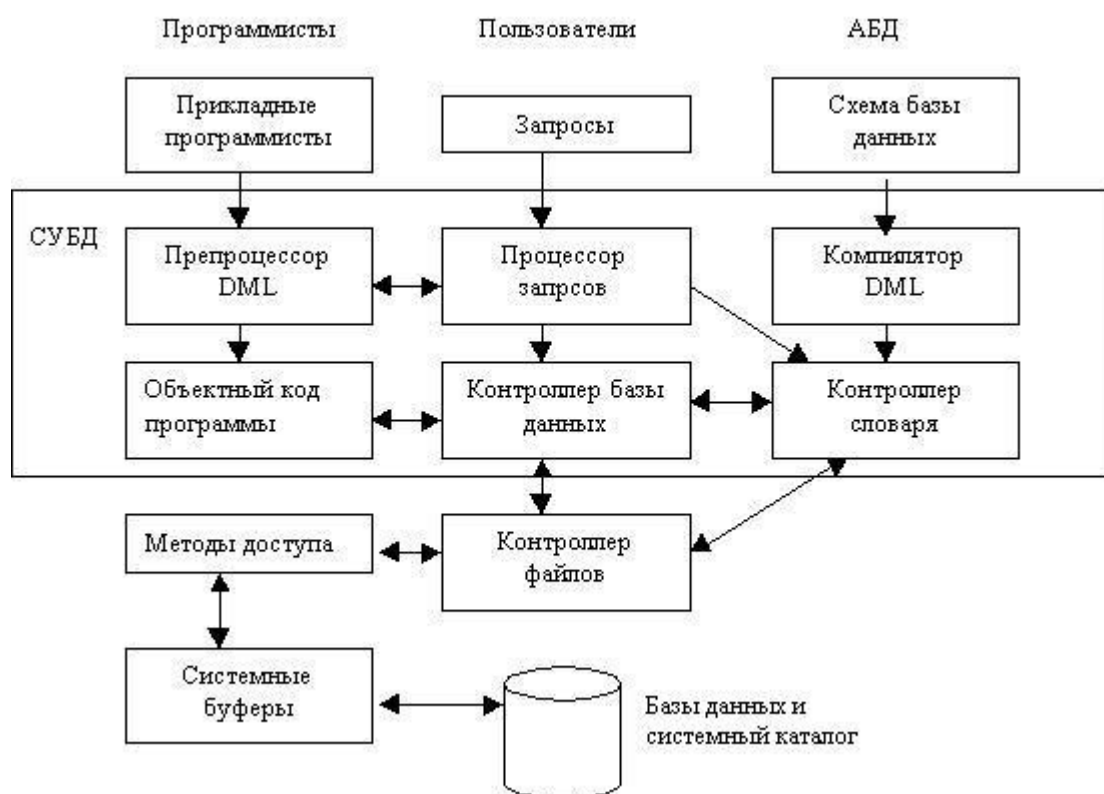 Программисты
Пользователи
АБД
Прикладные
программисты
Запросы
Схема базы
данных
СУБД
Препроцессор
DML
Процессор
запрсов
Компилятор
DML
Объектный код
программы
Контроллер базы
данных
Контроллер
словаря
Методы доступа
Контроллер
файлов
Системные
буферы
Базы данных и
системный каталог